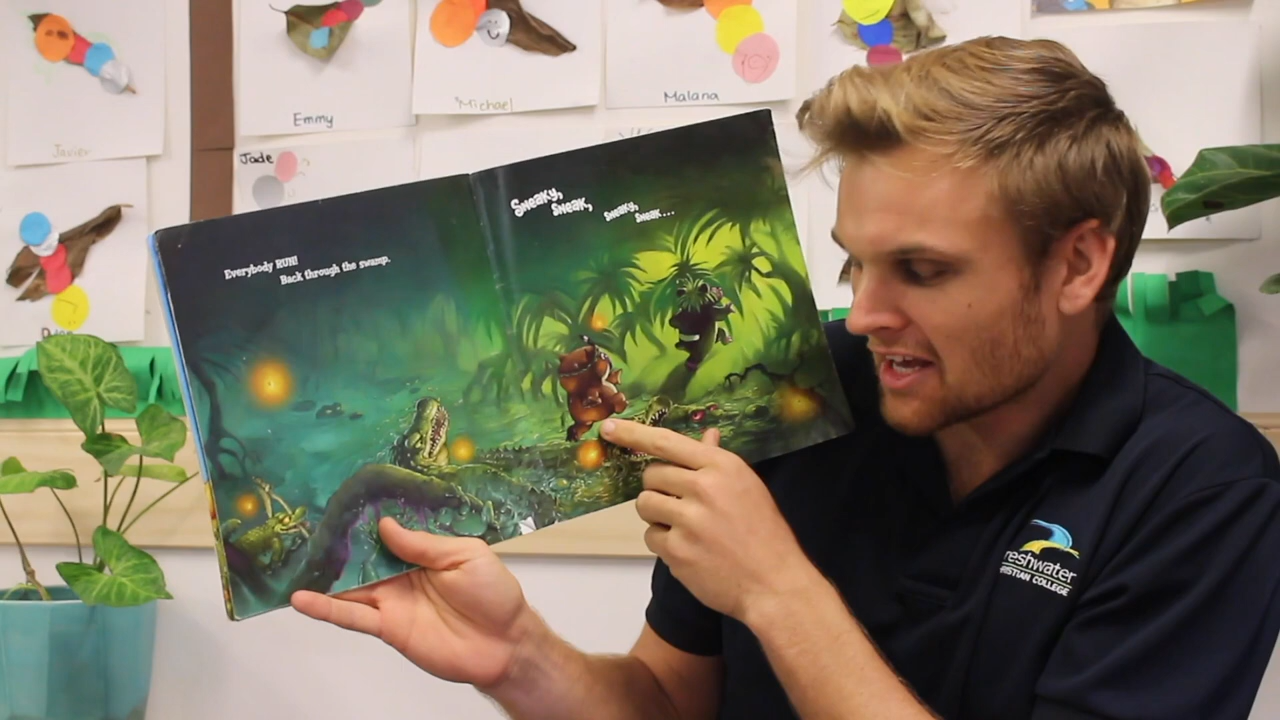 Javier
Emmy
Michael
Malana
Jade
Everybody RUN!
Back through the swamp.
Sneaky,
Sneak,
Sneaky,
Sneak...
reshwater
RISTIAN COLLEGE